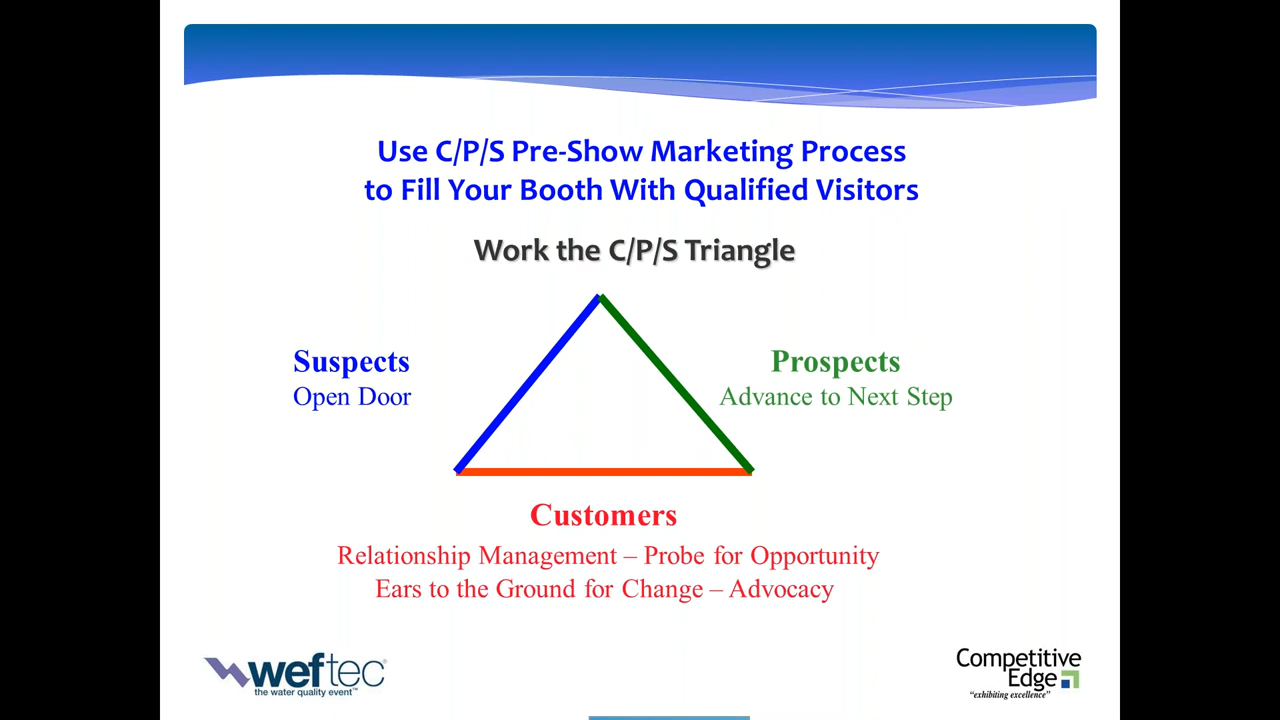 Use C/P/S Pre-Show Marketing Process
to Fill Your Booth With Qualified Visitors
Work the C/P/S Triangle
Suspects
Open Door
Prospects
Advance to Next Step
Customers
Relationship Management – Probe for Opportunity
Ears to the Ground for Change – Advocacy
weftec®
the water quality event™
Competitive
Edge
"exhibiting excellence"